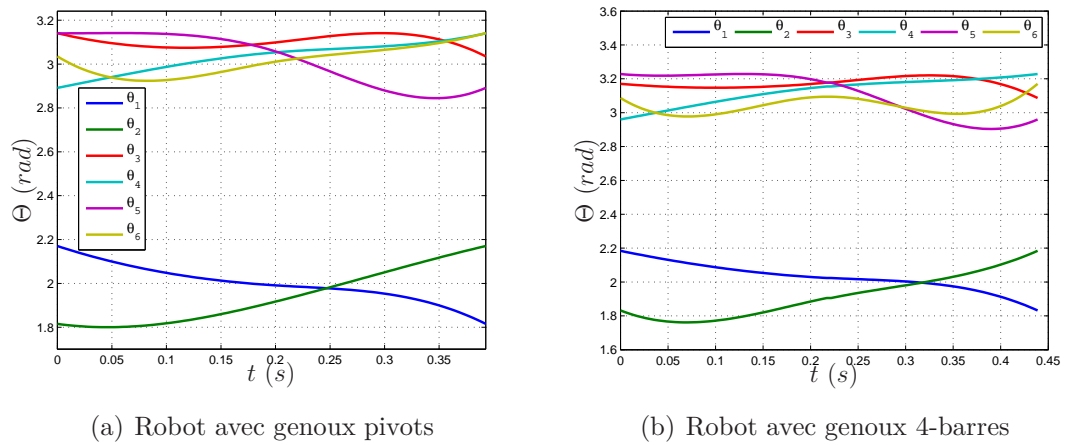 3.2
3
2.8
2.6
2.4
2.2
2
1.8
Θ (rad)
θ1
θ2
θ3
θ4
θ5
θ6
0 0.05 0.1 0.15 0.2 0.25 0.3 0.35
t (s)
(a) Robot avec genoux pivots
3.6
3.4
3.2
3
2.8
2.6
2.4
2.2
2
1.8
1.6
Θ (rad)
θ1 θ2 θ3 θ4 θ5 θ6
0 0.05 0.1 0.15 0.2 0.25 0.3 0.35 0.4 0.45
t (s)
(b) Robot avec genoux 4-barres